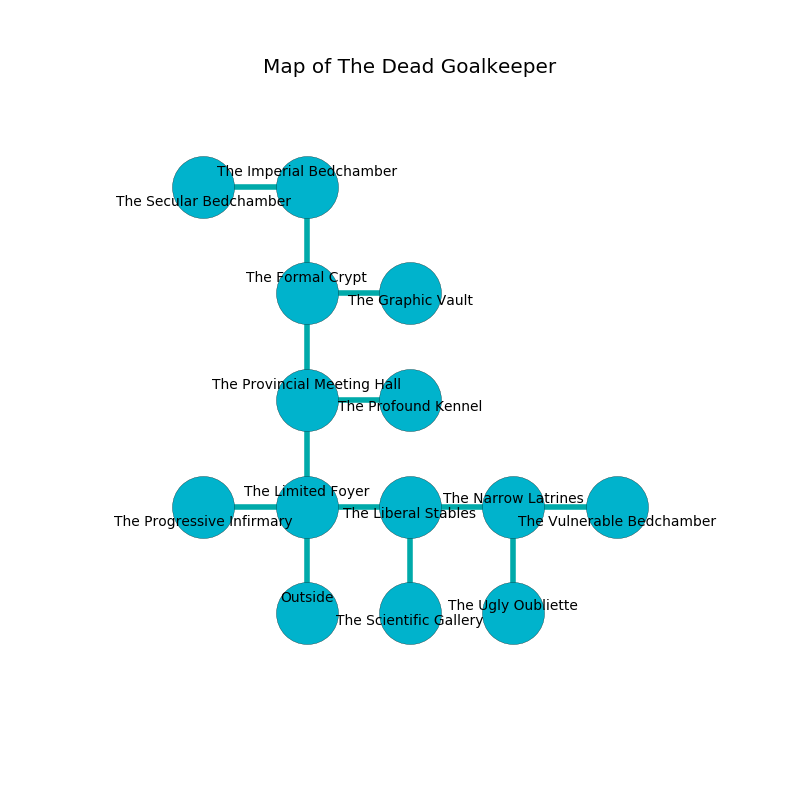 Map of The Dead Goalkeeper
The Imperial Bedchamber
The Secular Bedchamber
The Formal Crypt
The Graphic Vault
The Provincial Meeting Hall
The Profound Kennel
The Limited Foyer
The Narrow Latrines
The Liberal Stables
The Progressive Infirmary
The Vulnerable Bedchamber
Outside
The Ugly Oubliette
The Scientific Gallery